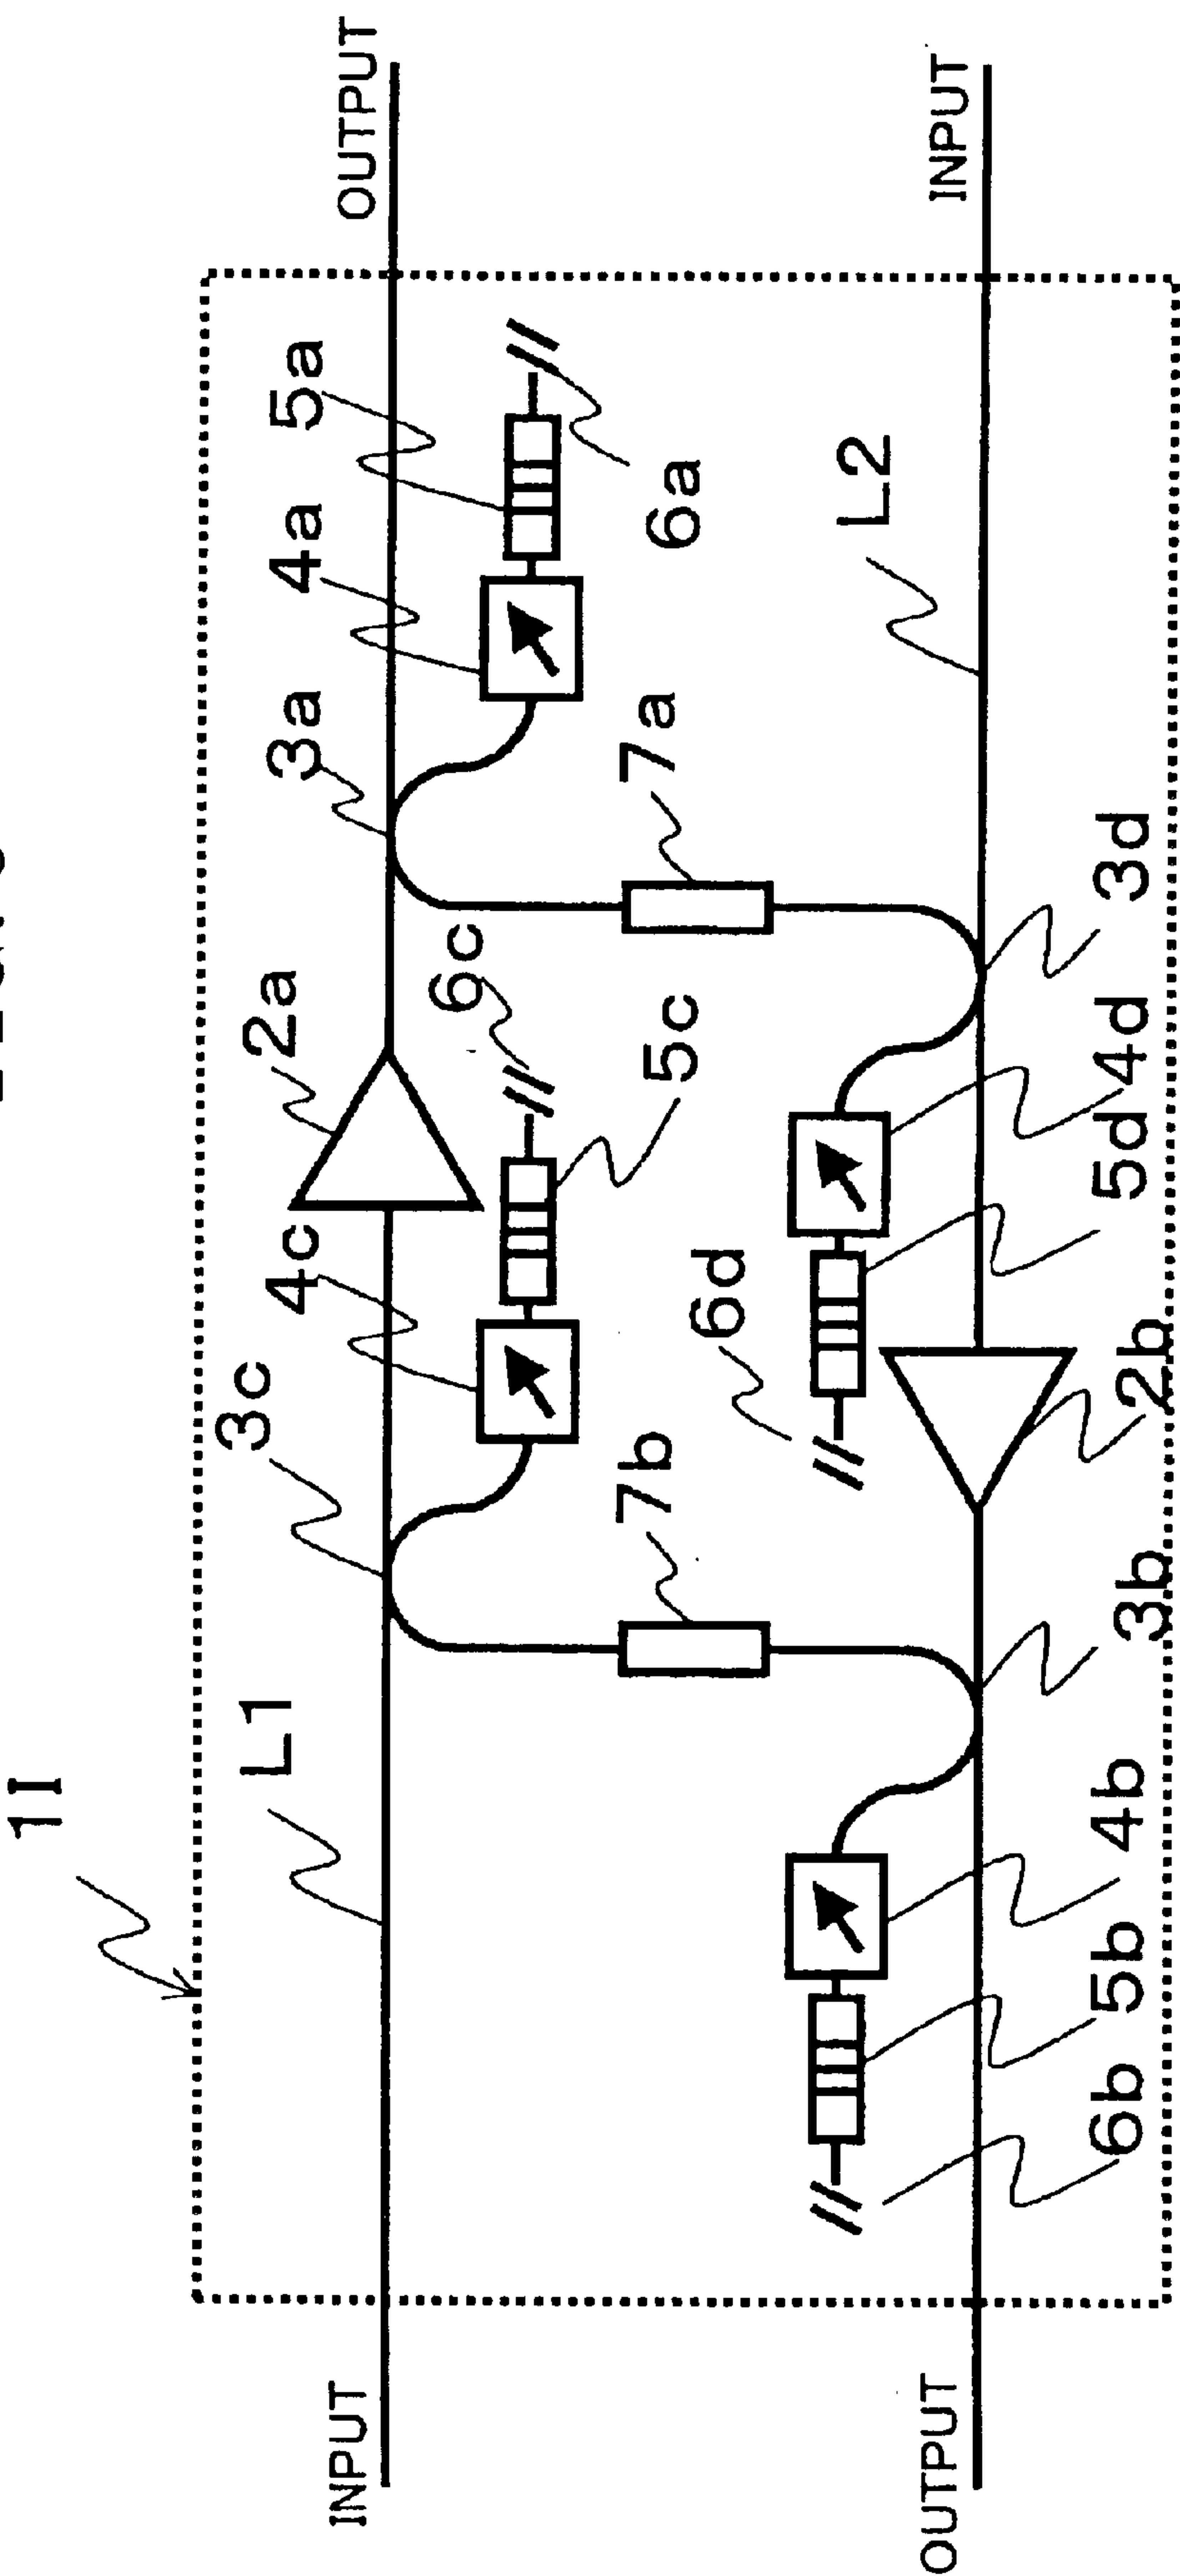 1I
INPUT
L1
3c
4c
2a
6c
5c
3a
4a
5a
6a
OUTPUT
7b
7a
L2
INPUT
6d
OUTPUT
6b
5b
4b
3b
2b
5d
4d
3d